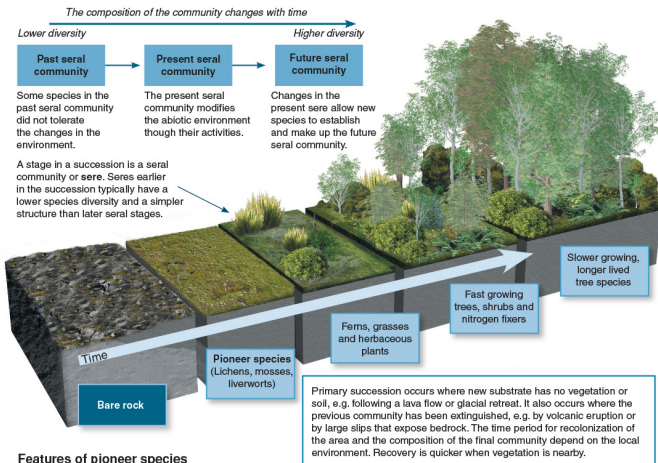 The composition of the community changes with time
Lower diversity
Higher diversity
Past seral
community
Present seral
community
Future seral
community
Some species in the
past seral community
did not tolerate
the changes in the
environment.
The present seral
community modifies
the abiotic environment
though their activities.
Changes in the
present sere allow new
species to establish
and make up the future
seral community.
A stage in a succession is a seral
community or sere. Seres earlier
in the succession typically have a
lower species diversity and a simpler
structure than later seral stages.
Time
Bare rock
Pioneer species
(Lichens, mosses,
liverworts)
Ferns, grasses
and herbaceous
plants
Fast growing
trees, shrubs and
nitrogen fixers
Slower growing,
longer lived
tree species
Primary succession occurs where new substrate has no vegetation or
soil, e.g. following a lava flow or glacial retreat. It also occurs where the
previous community has been extinguished, e.g. by volcanic eruption or
by large slips that expose bedrock. The time period for recolonization of
the area and the composition of the final community depend on the local
environment. Recovery is quicker when vegetation is nearby.
Features of pioneer species